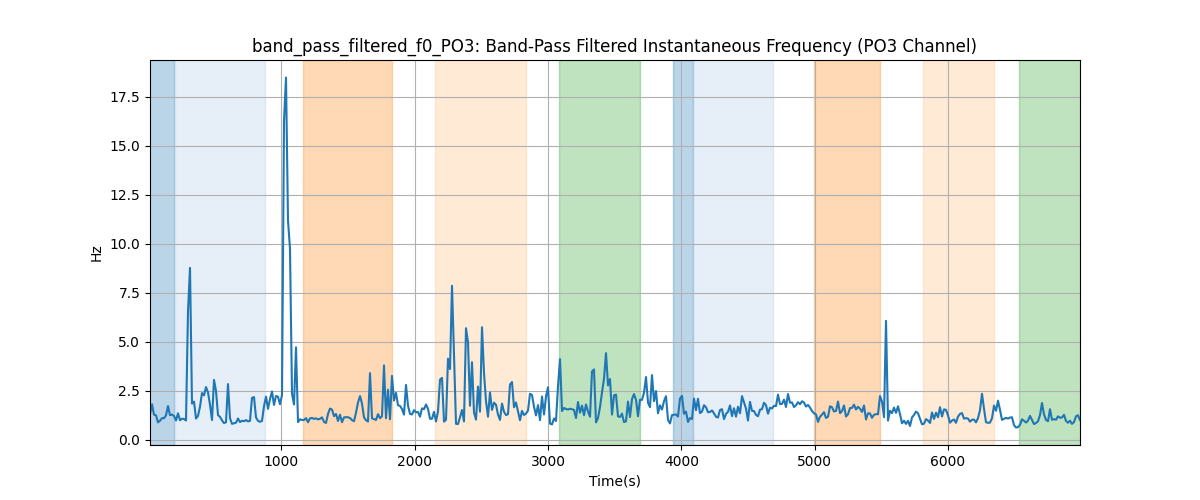 band_pass_filtered_f0_PO3: Band-Pass Filtered Instantaneous Frequency (PO3 Channel)
17.5
15.0
12.5
10.0
7.5
5.0
2.5
0.0
Hz
1000 2000 3000 4000 5000 6000
Time(s)